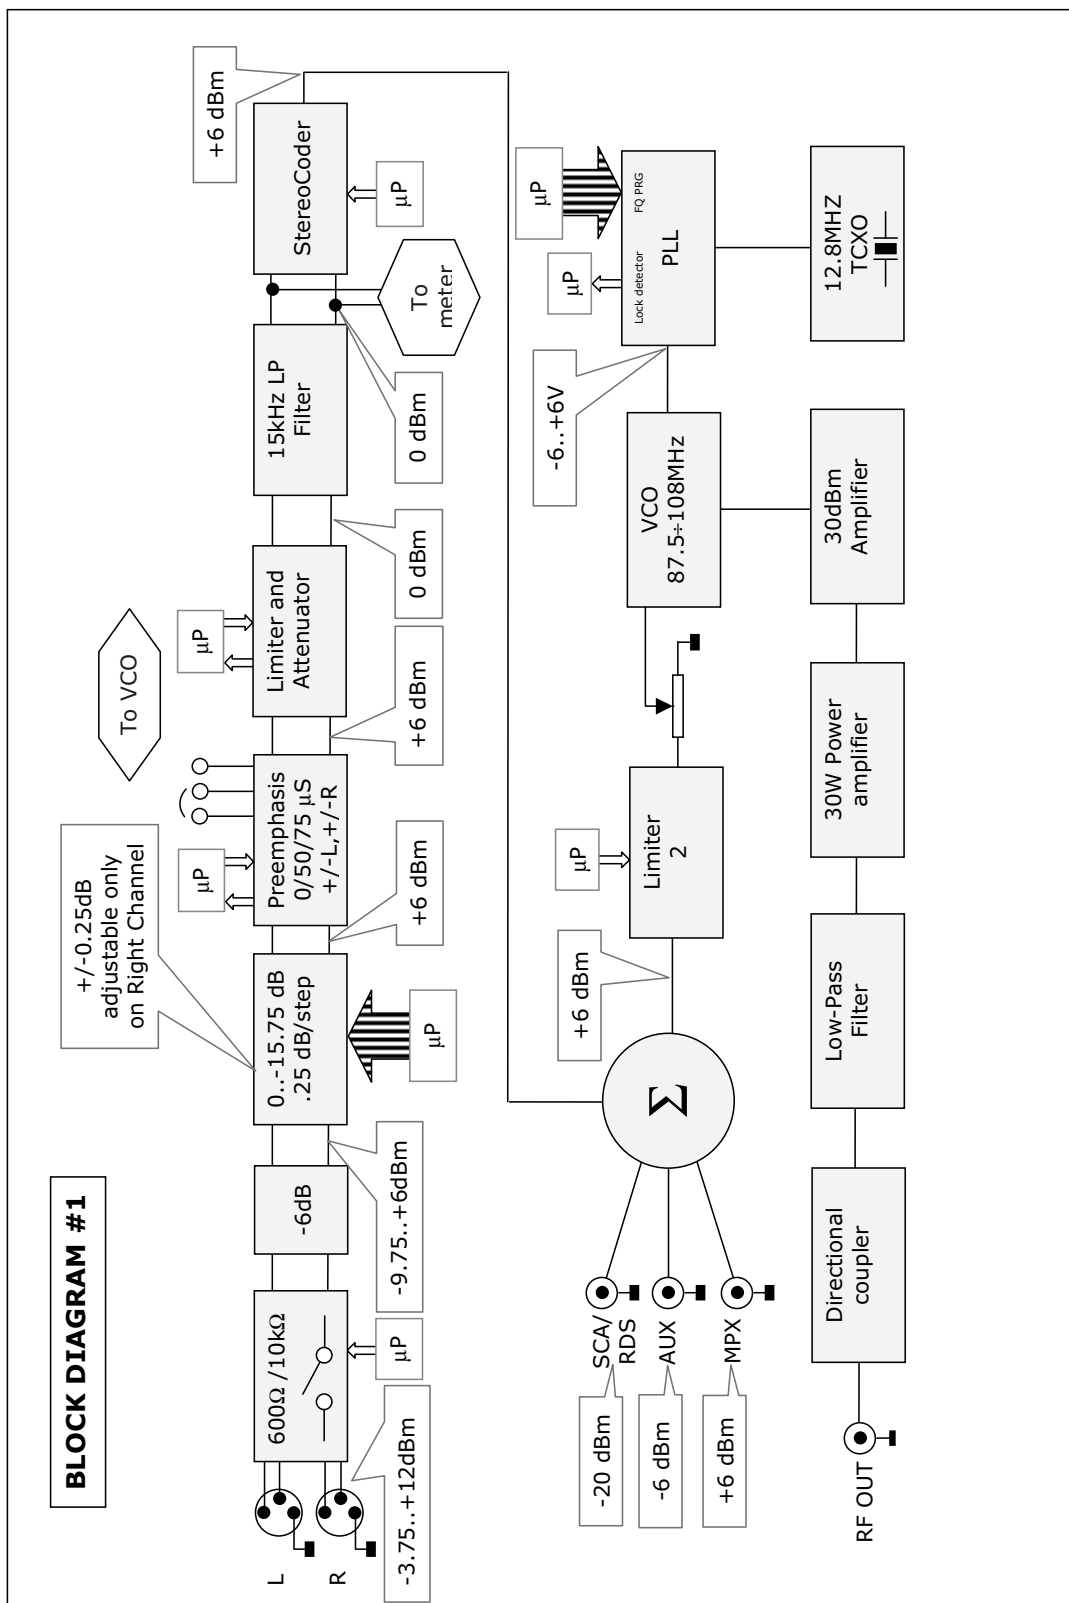 BLOCK DIAGRAM #1
L
R
-3.75..+12dBm
600Ω /10kΩ
µP
-6dB
-9.75..+6dBm
0..-15.75 dB
.25 dB/step
µP
+/-0.25dB
adjustable only
on Right Channel
+6 dBm
Preemphasis
0/50/75 µS
+/-L,+/-R
µP
+6 dBm
To VCO
Limiter and
Attenuator
µP
0 dBm
15kHz LP
Filter
0 dBm
To
meter
StereoCoder
µP
+6 dBm
SCA/
RDS
AUX
MPX
-20 dBm
-6 dBm
+6 dBm
Σ
+6 dBm
Limiter
2
µP
VCO
87.5÷108MHz
-6..+6V
PLL
Lock detector
FQ PRG
µP
µP
12.8MHZ
TCXO
30dBm
Amplifier
30W Power
amplifier
Low-Pass
Filter
Directional
coupler
RF OUT